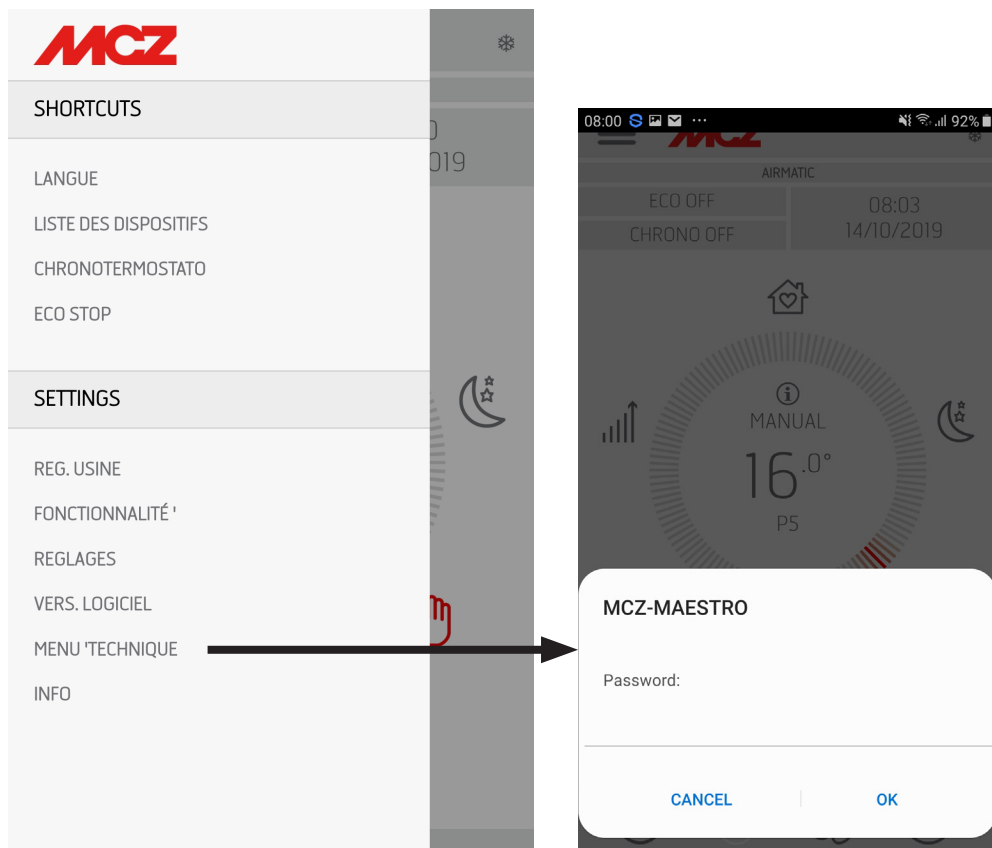 MCZ
SHORTCUTS
LANGUE
LISTE DES DISPOSITIFS
CHRONOTERMOSTATO
ECO STOP
SETTINGS
REG. USINE
FONCTIONNALITÉ '
REGLAGES
VERS. LOGICIEL
MENU 'TECHNIQUE
INFO
019
08:00 ... 92%
MCZ
AIRMATIC
ECO OFF
CHRONO OFF
08:03
14/10/2019
MANUAL
16.0°
P5
MCZ-MAESTRO
Password:
CANCEL
OK